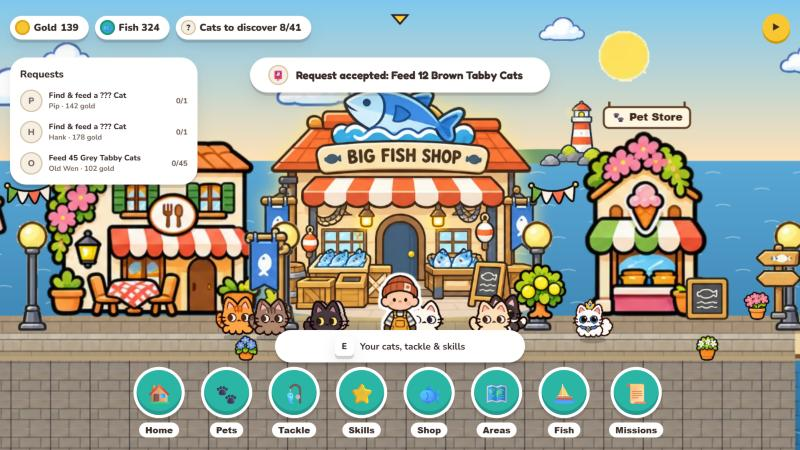 Gold 139
Fish 324
? Cats to discover 8/41
Requests
P Find & feed a ??? Cat 0/1
Pip · 142 gold
H Find & feed a ??? Cat 0/1
Hank · 178 gold
O Feed 45 Grey Tabby Cats 0/45
Old Wen · 102 gold
Request accepted: Feed 12 Brown Tabby Cats
Pet Store
BIG FISH SHOP
E Your cats, tackle & skills
Home
Pets
Tackle
Skills
Shop
Areas
Fish
Missions